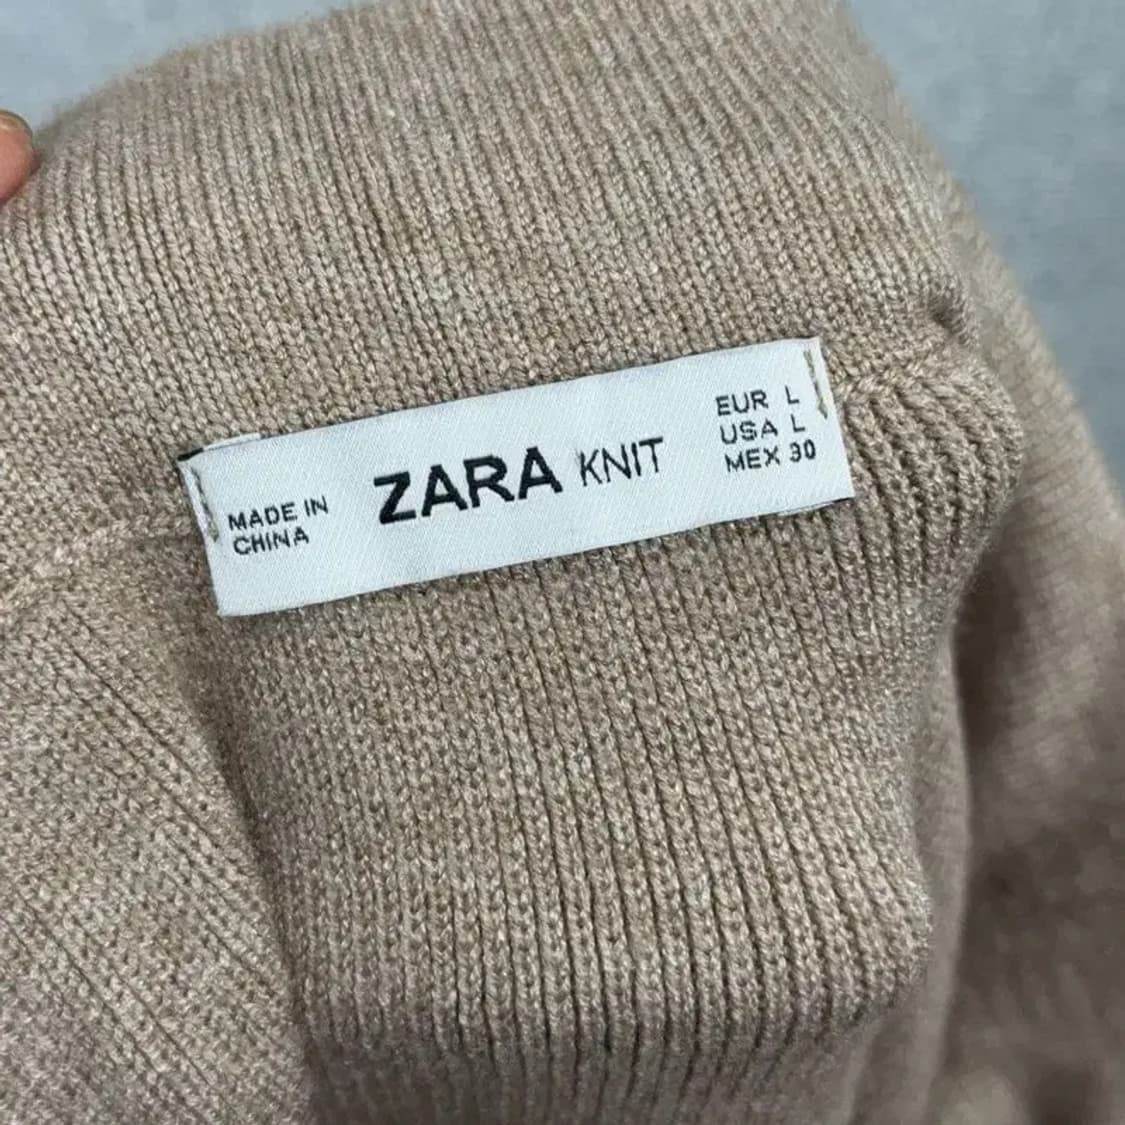 MADE IN
CHINA
ZARA KNIT
EUR L
USA L
MEX 30